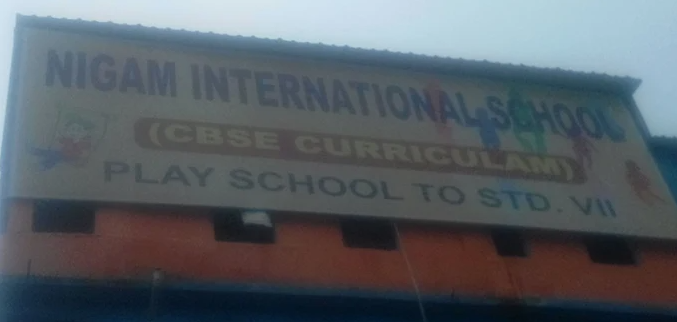 NIGAM INTERNATIONAL SCHOOL
(CBSE CURRICULAM)
PLAY SCHOOL TO STD. VII